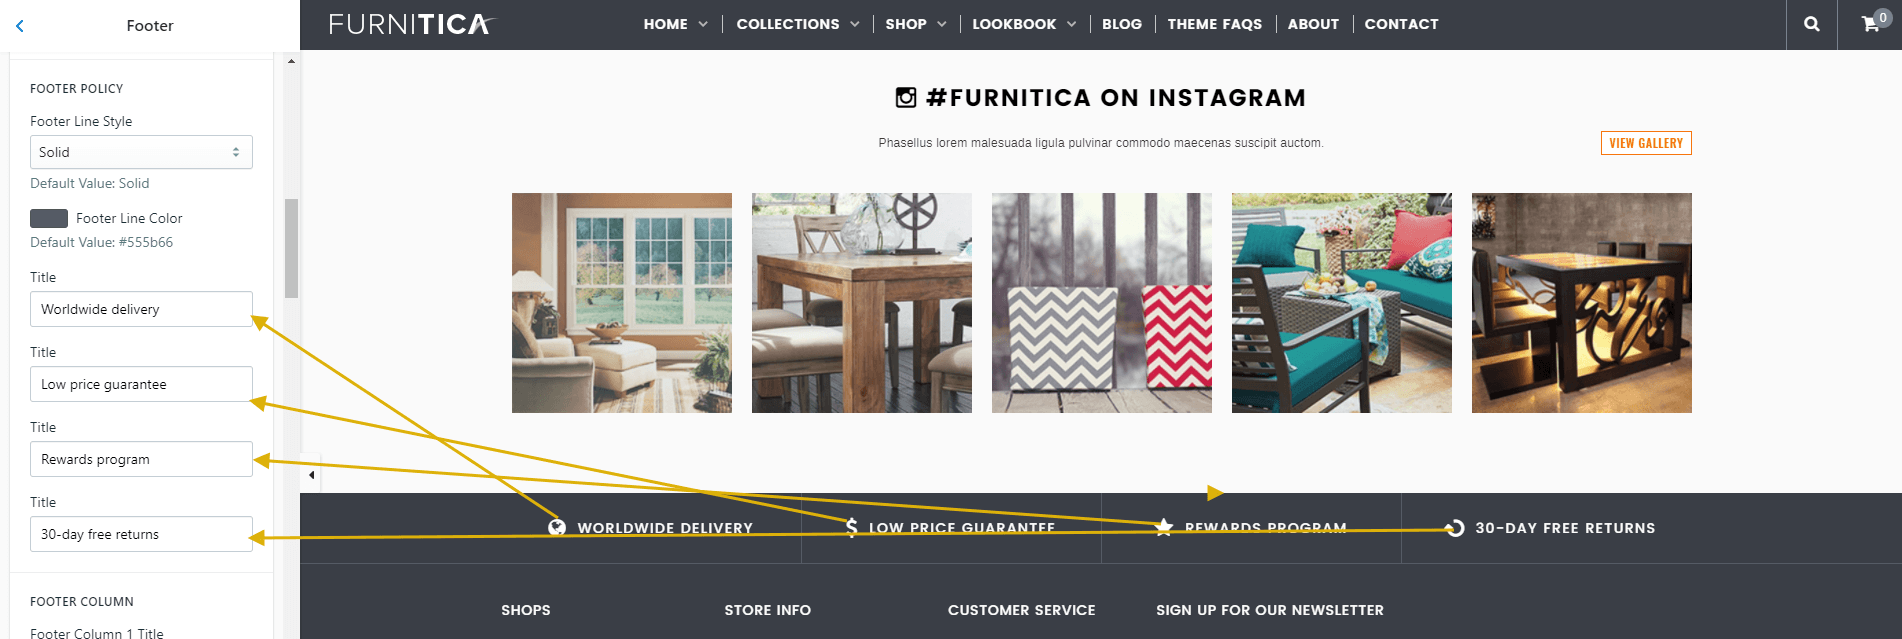 Footer
FOOTER POLICY
Footer Line Style
Solid
Default Value: Solid
Footer Line Color
Default Value: #555b66
Title
Worldwide delivery
Title
Low price guarantee
Title
Rewards program
Title
30-day free returns
FOOTER COLUMN
Footer Column 1 Title
FURNITICA
HOME
COLLECTIONS
SHOP
LOOKBOOK
BLOG
THEME FAQS
ABOUT
CONTACT
0
#FURNITICA ON INSTAGRAM
Phasellus lorem malesuada ligula pulvinar commodo maecenas suscipit auctom.
VIEW GALLERY
WORLDWIDE DELIVERY
LOW PRICE GUARANTEE
REWARDS PROGRAM
30-DAY FREE RETURNS
SHOPS
STORE INFO
CUSTOMER SERVICE
SIGN UP FOR OUR NEWSLETTER